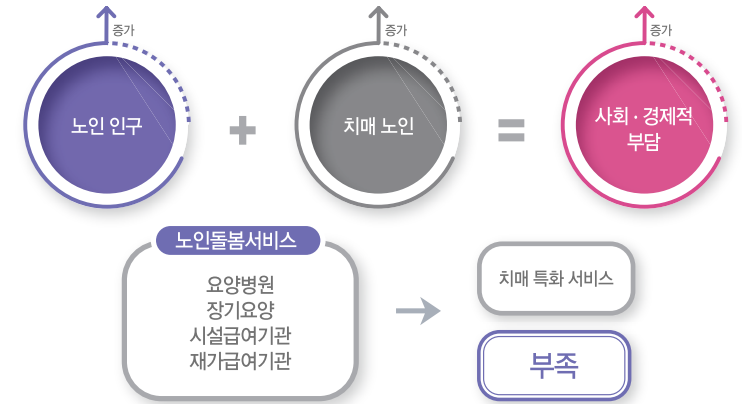 증가
증가
증가
노인 인구
+
치매 노인
=
사회 · 경제적
부담
노인돌봄서비스
요양병원
장기요양
시설급여기관
재가급여기관
치매 특화 서비스
부족